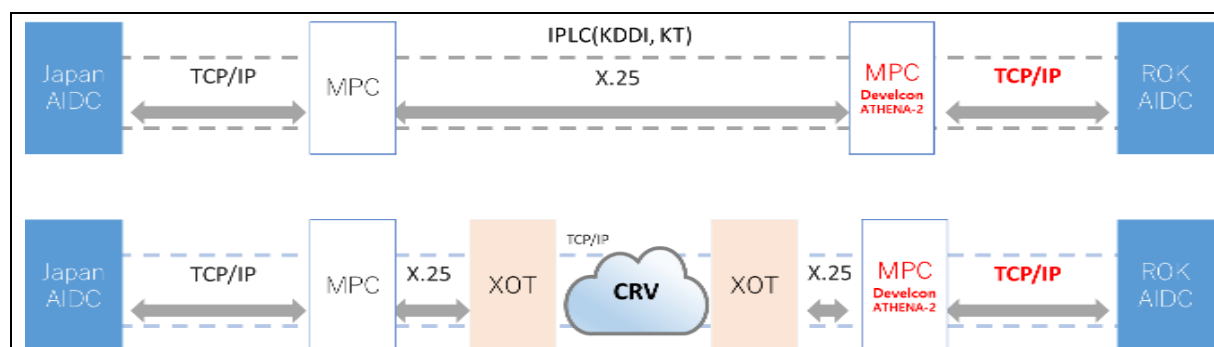 IPLC(KDDI, KT)
Japan
AIDC
TCP/IP
MPC
X.25
MPC
Develcon
ATHENA-2
TCP/IP
ROK
AIDC
Japan
AIDC
TCP/IP
MPC
X.25
XOT
TCP/IP
CRV
XOT
X.25
MPC
Develcon
ATHENA-2
TCP/IP
ROK
AIDC